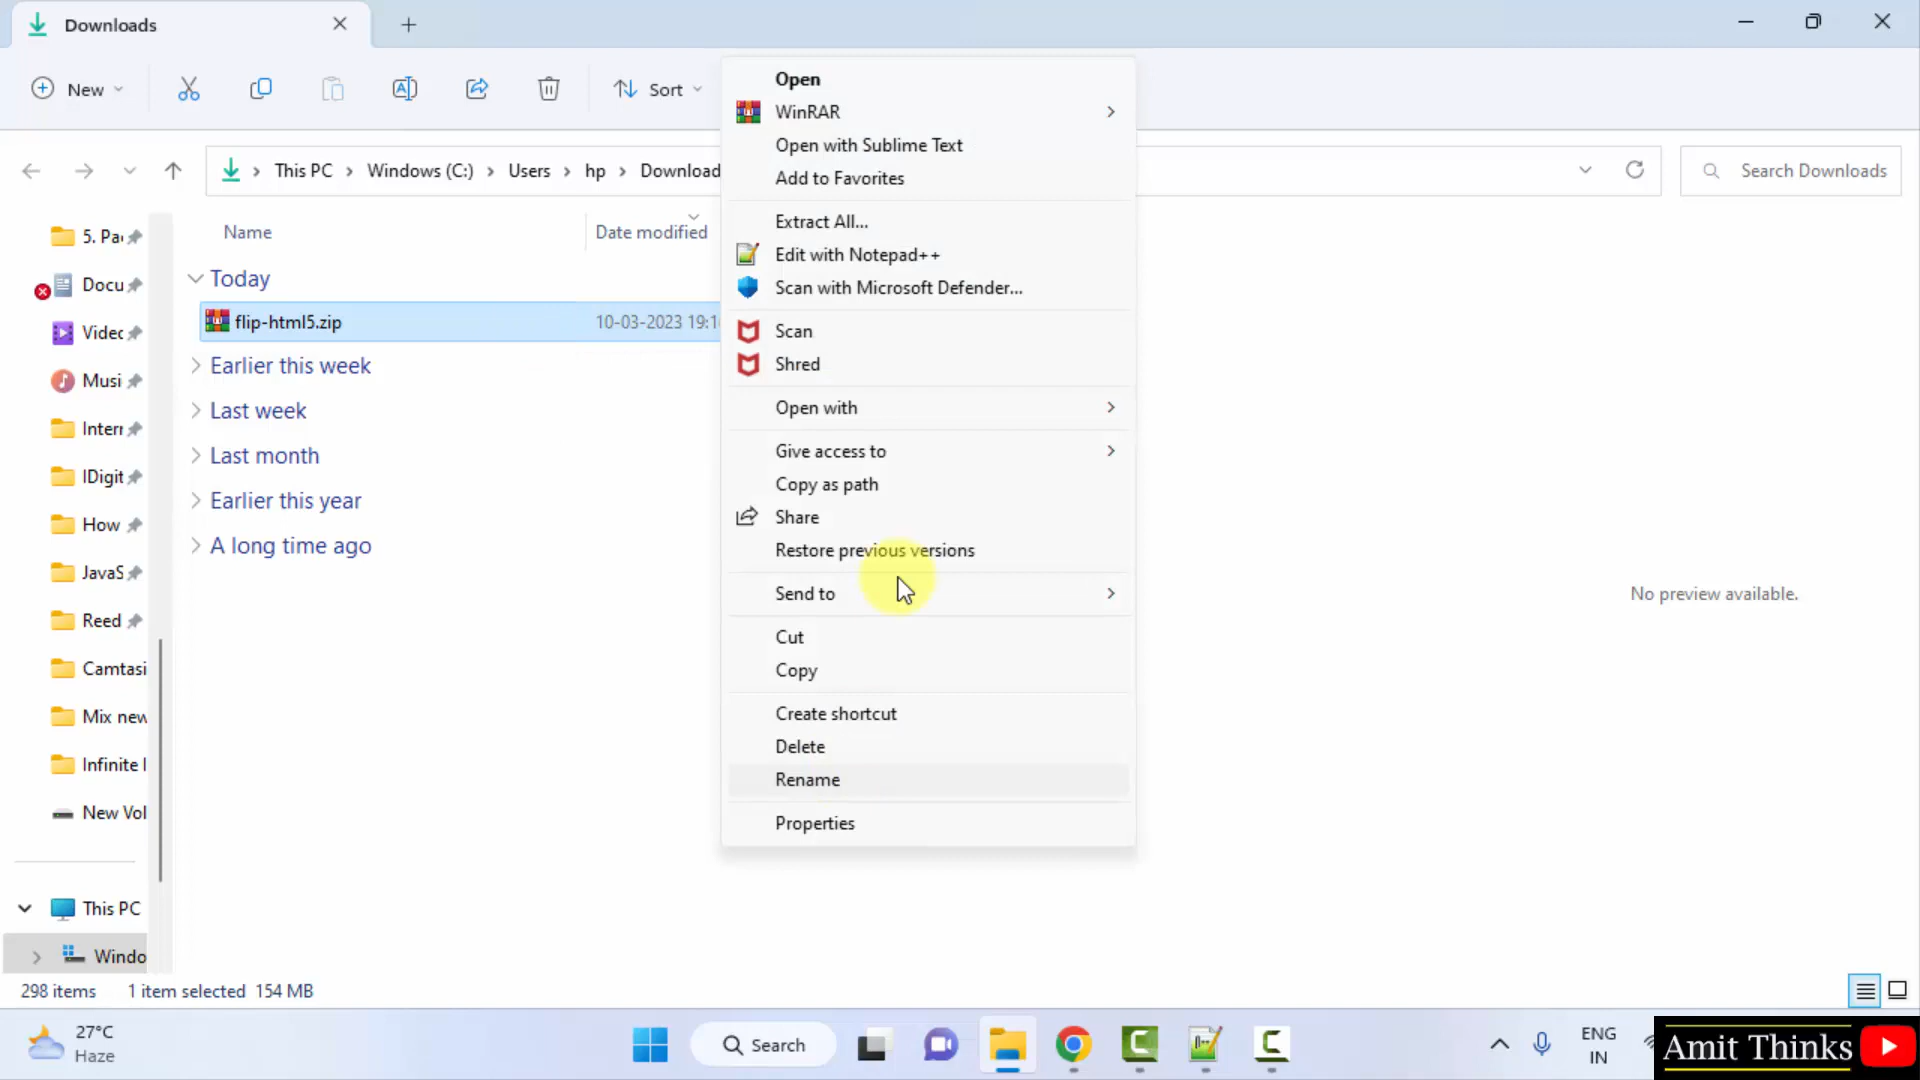 Downloads
New
Sort
This PC > Windows (C:) > Users > hp > Download
Search Downloads
Name
Date modified
Today
flip-html5.zip 10-03-2023 19:1
Earlier this week
Last week
Last month
Earlier this year
A long time ago
5. Pa
Docu
Videc
Musi
Interr
IDigit
How
JavaS
Reed
Camtasi
Mix new
Infinite I
New Vol
This PC
Windo
Open
WinRAR
Open with Sublime Text
Add to Favorites
Extract All...
Edit with Notepad++
Scan with Microsoft Defender...
Scan
Shred
Open with
Give access to
Copy as path
Share
Restore previous versions
Send to
Cut
Copy
Create shortcut
Delete
Rename
Properties
No preview available.
298 items 1 item selected 154 MB
27°C
Haze
Search
ENG
IN
Amit Thinks